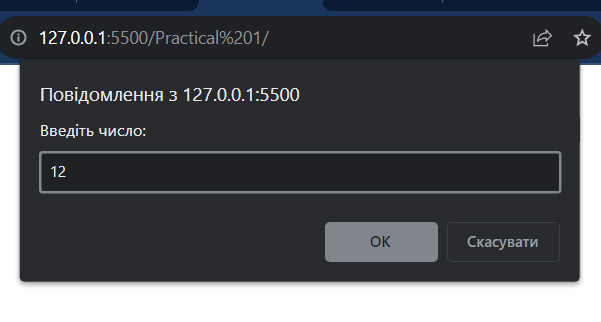 127.0.0.1:5500/Practical%201/
Повідомлення з 127.0.0.1:5500
Введіть число:
12
OK
Скасувати